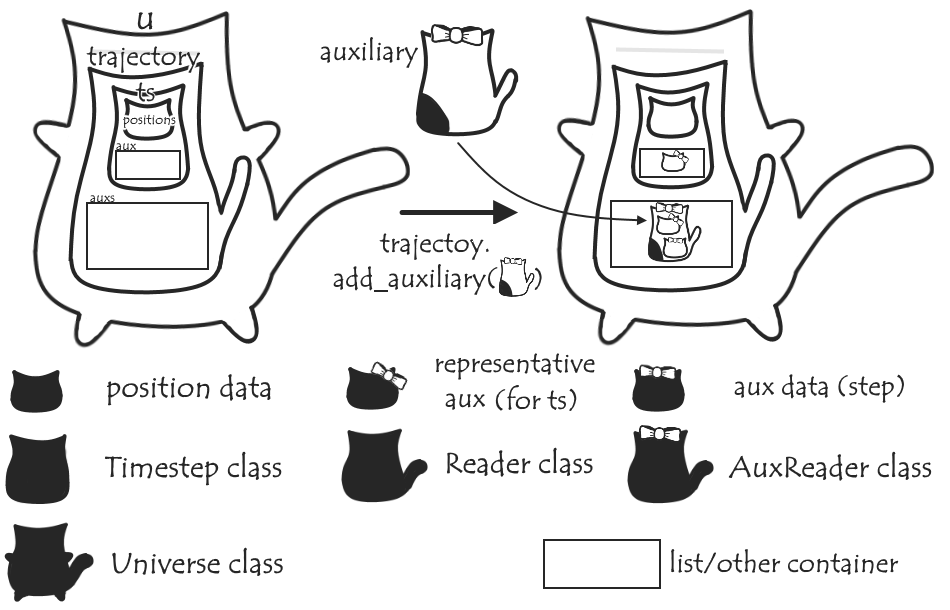 u
trajectory
ts
positions
aux
auxs
auxiliary
trajectoy.
add_auxiliary( )
position data
representative
aux (for ts)
aux data (step)
Timestep class
Reader class
AuxReader class
Universe class
list/other container